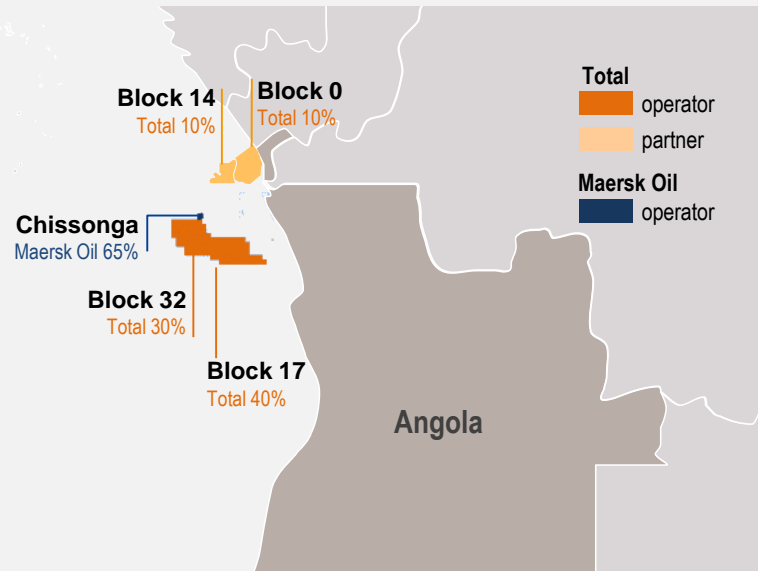 Block 14
Total 10%
Block 0
Total 10%
Total
operator
partner
Maersk Oil
operator
Chissonga
Maersk Oil 65%
Block 32
Total 30%
Block 17
Total 40%
Angola